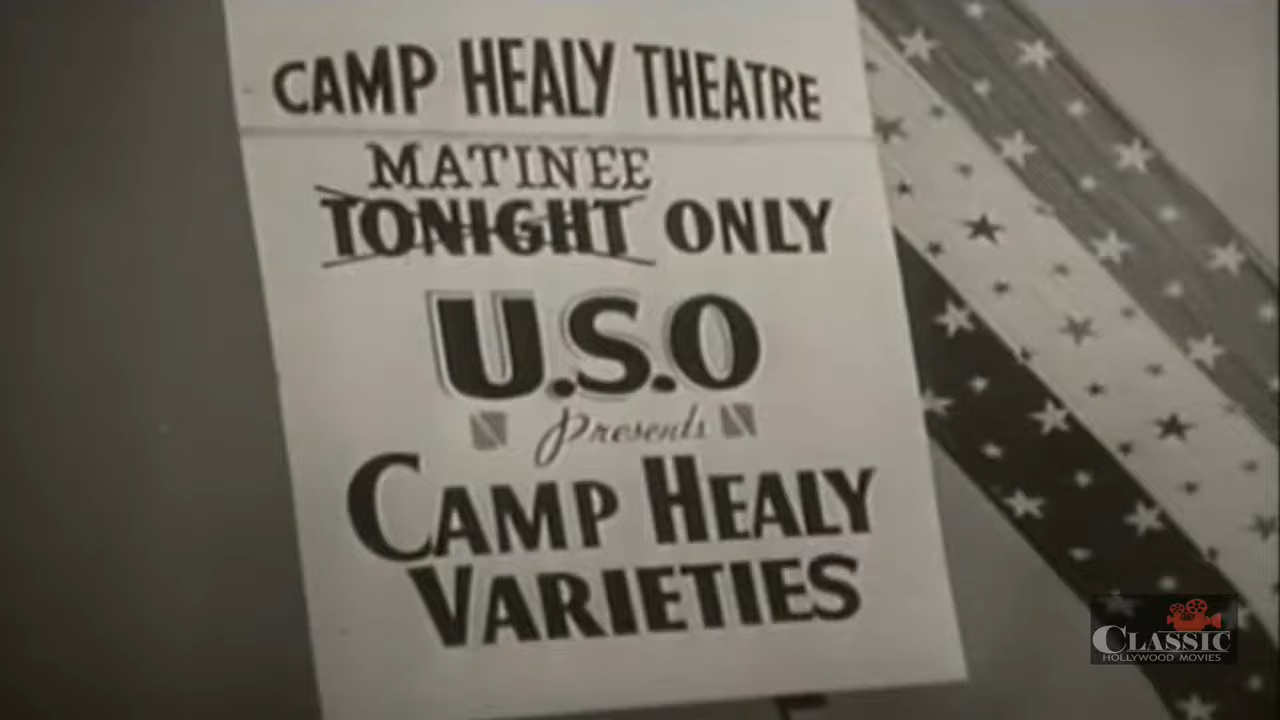 CAMP HEALY THEATRE
MATINEE
TONIGHT ONLY
U.S.O
Presents
CAMP HEALY
VARIETIES
CLASSIC
HOLLYWOOD MOVIES